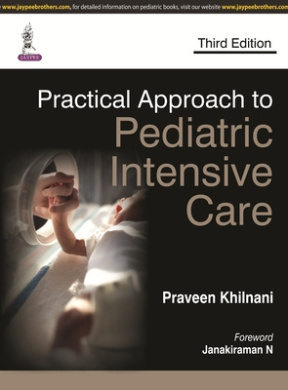 www.jaypeebrothers.com, for detailed information on pediatric books, visit our website www.jaypeebrothers.com,
JAYPEE
Third Edition
Practical Approach to
Pediatric
Intensive
Care
Praveen Khilnani
Foreword
Janakiraman N